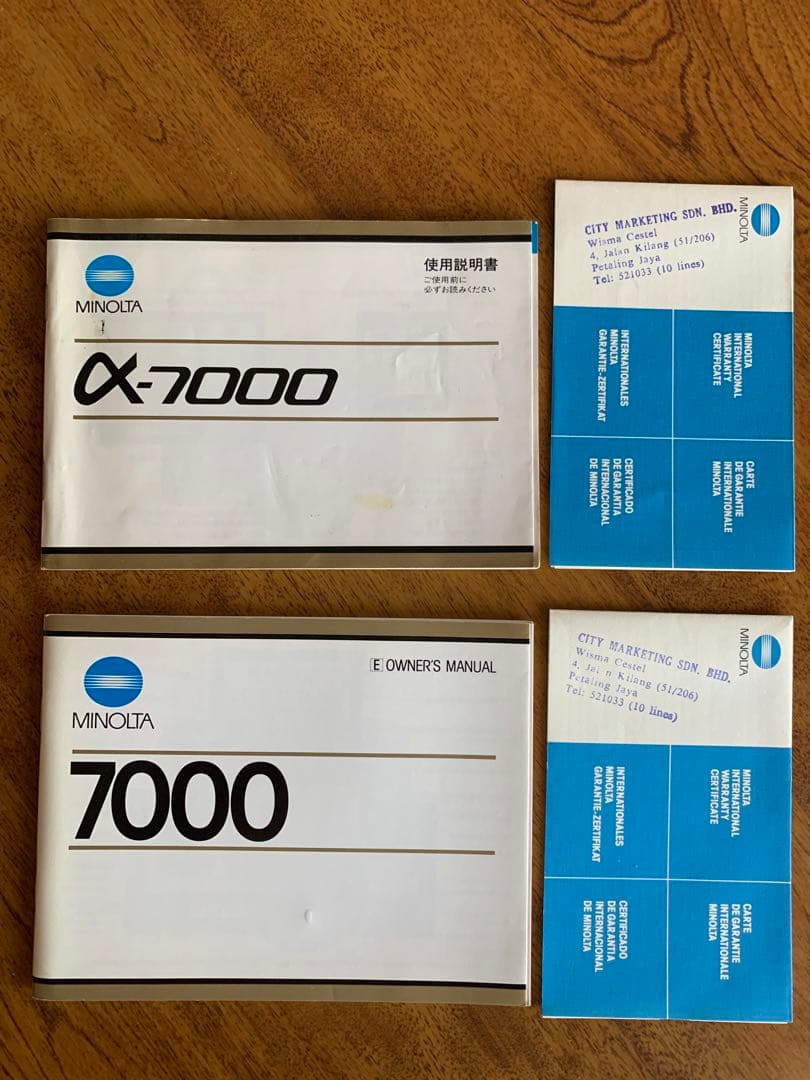 MINOLTA
使用説明書
ご使用前に
必ずお読みください
α-7000
MINOLTA
CITY MARKETING SDN. BHD.
Wisma Cestel
4, Jalan Kilang (51/206)
Petaling Jaya
Tel: 521033 (10 lines)
MINOLTA
INTERNATIONAL
WARRANTY
CERTIFICATE
INTERNATIONALES
MINOLTA
GARANTIE-ZERTIFIKAT
CARTE
DE GARANTIE
INTERNATIONALE
MINOLTA
CERTIFICADO
DE GARANTIA
INTERNACIONAL
DE MINOLTA
MINOLTA
E OWNER'S MANUAL
7000
MINOLTA
CITY MARKETING SDN. BHD.
Wisma Cestel
4, Jalan Kilang (51/206)
Petaling Jaya
Tel: 521033 (10 lines)
MINOLTA
INTERNATIONAL
WARRANTY
CERTIFICATE
INTERNATIONALES
MINOLTA
GARANTIE-ZERTIFIKAT
CARTE
DE GARANTIE
INTERNATIONALE
MINOLTA
CERTIFICADO
DE GARANTIA
INTERNACIONAL
DE MINOLTA